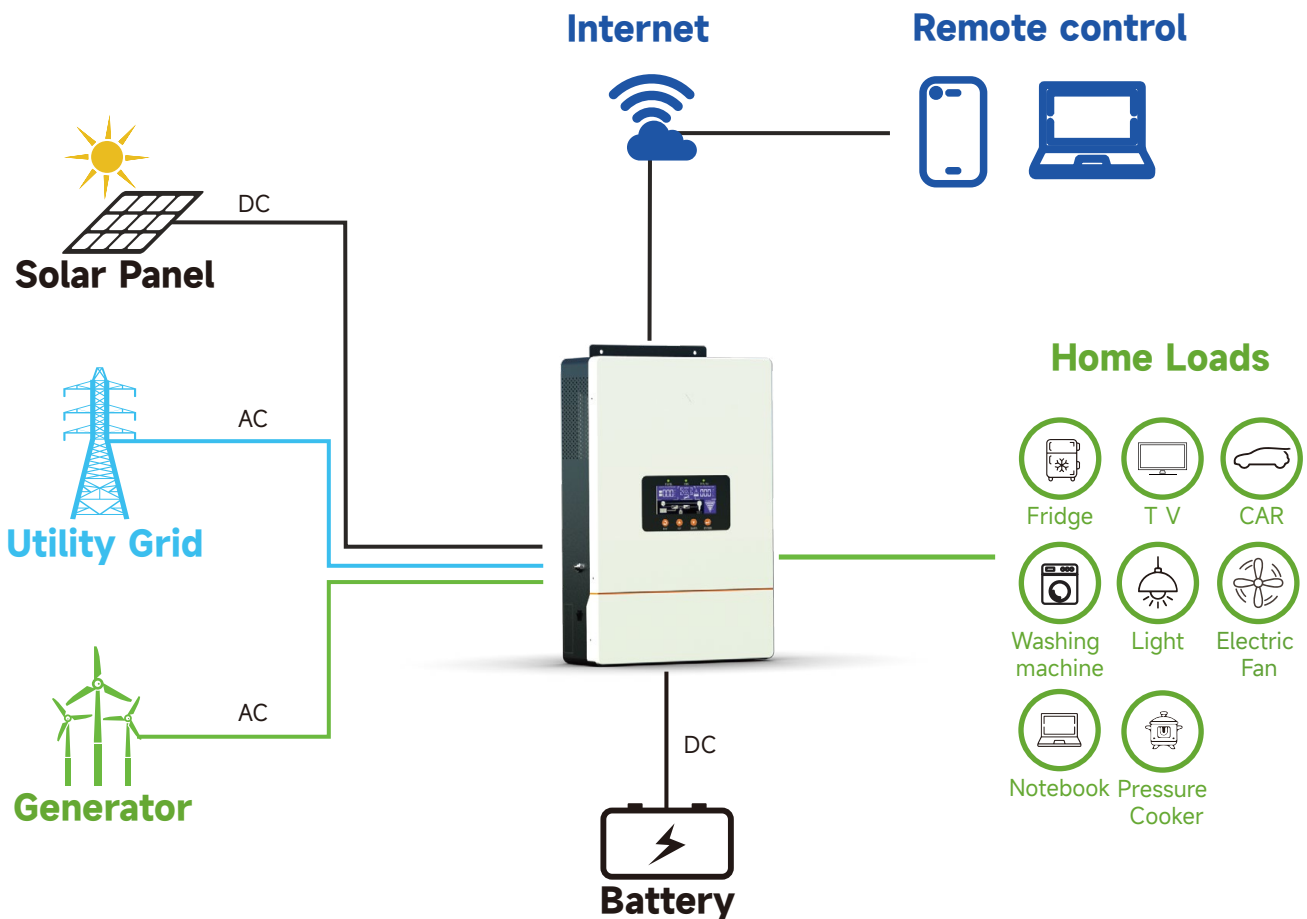 Internet
Remote control
DC
Solar Panel
AC
Utility Grid
AC
Generator
DC
Battery
Home Loads
Fridge
T V
CAR
Washing
machine
Light
Electric
Fan
Notebook
Pressure
Cooker